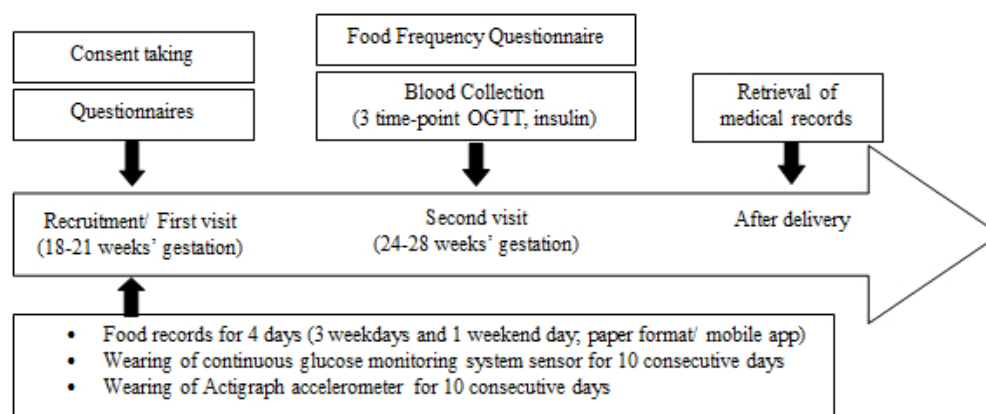 Consent taking
Questionnaires
Food Frequency Questionnaire
Blood Collection
(3 time-point OGTT, insulin)
Retrieval of
medical records
Recruitment/ First visit
(18-21 weeks’ gestation)
Second visit
(24-28 weeks’ gestation)
After delivery
• Food records for 4 days (3 weekdays and 1 weekend day; paper format/ mobile app)
• Wearing of continuous glucose monitoring system sensor for 10 consecutive days
• Wearing of Actigraph accelerometer for 10 consecutive days